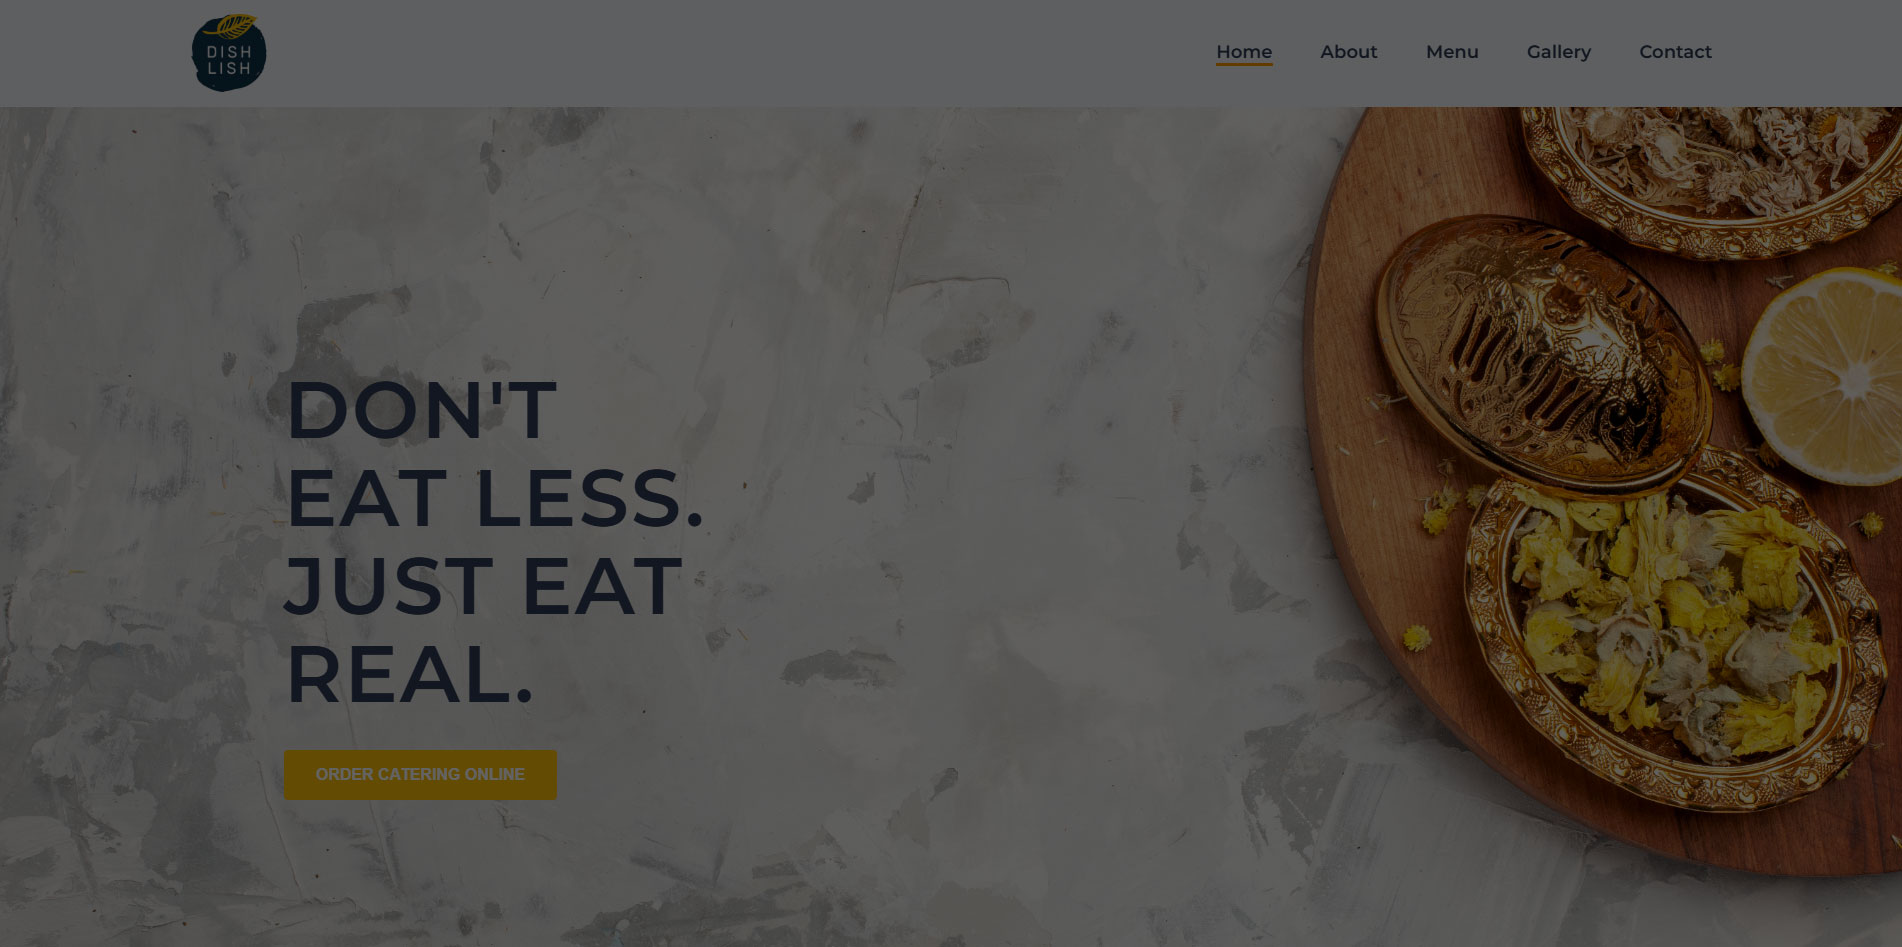 DISH
LISH
Home About Menu Gallery Contact
DON'T
EAT LESS.
JUST EAT
REAL.
ORDER CATERING ONLINE